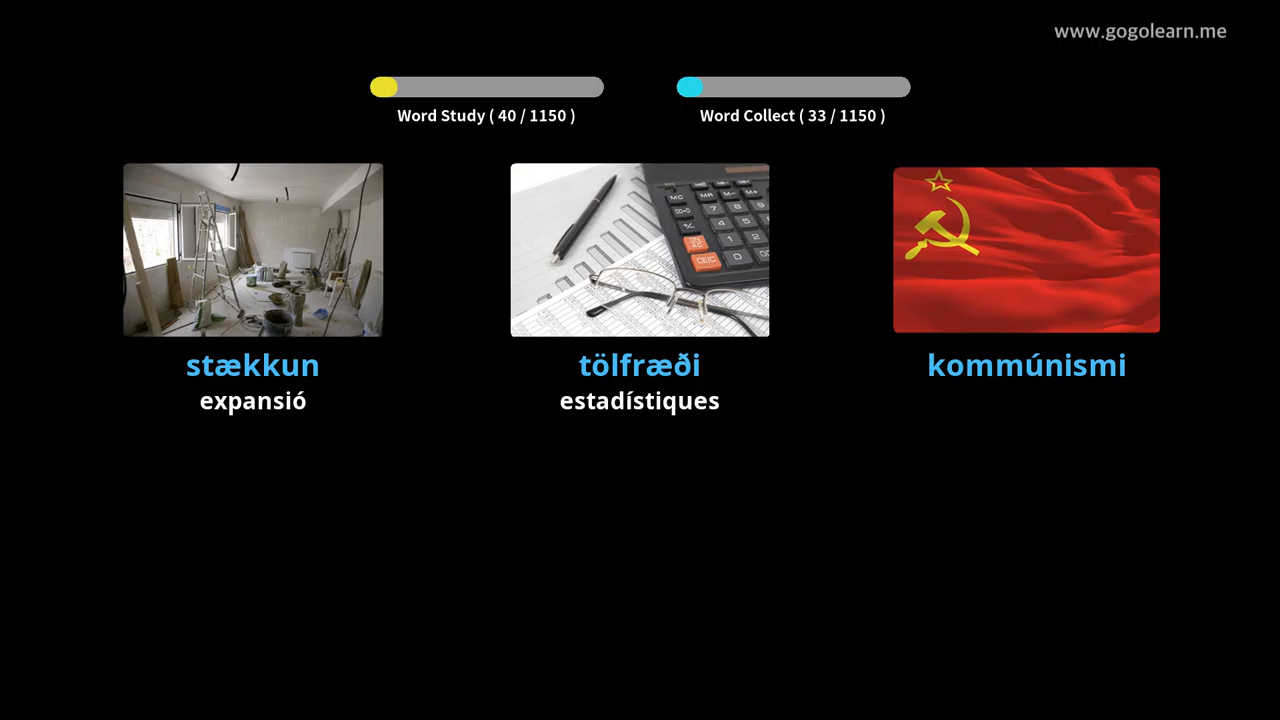 www.gogolearn.me
Word Study ( 40 / 1150 )
Word Collect ( 33 / 1150 )
stækkun
expansió
tölfræði
estadístiques
kommúnismi